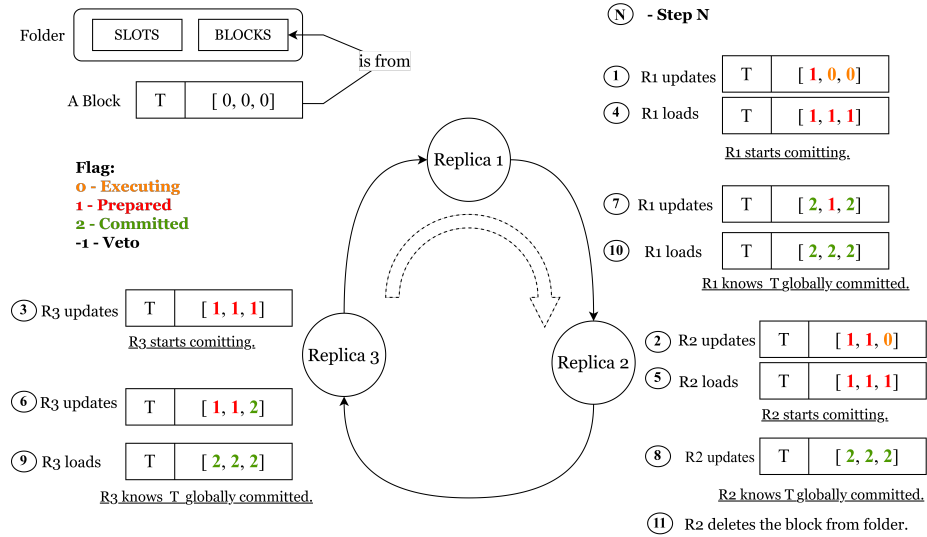 Folder
SLOTS
BLOCKS
is from
A Block
T
[ 0, 0, 0]
Flag:
0 - Executing
1 - Prepared
2 - Committed
-1 - Veto
N - Step N
1 R1 updates T [ 1, 0, 0]
4 R1 loads T [ 1, 1, 1]
R1 starts comitting.
7 R1 updates T [ 2, 1, 2]
10 R1 loads T [ 2, 2, 2]
R1 knows T globally committed.
Replica 1
Replica 3
Replica 2
3 R3 updates T [ 1, 1, 1]
R3 starts comitting.
6 R3 updates T [ 1, 1, 2]
9 R3 loads T [ 2, 2, 2]
R3 knows T globally committed.
2 R2 updates T [ 1, 1, 0]
5 R2 loads T [ 1, 1, 1]
R2 starts comitting.
8 R2 updates T [ 2, 2, 2]
R2 knows T globally committed.
11 R2 deletes the block from folder.